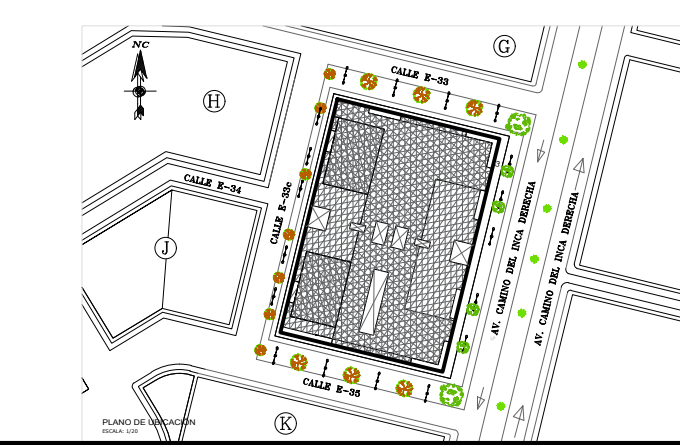 NC
G
CALLE E-33
H
CALLE E-34
CALLE E-33c
AV. CAMINO DEL INCA DERECHA
AV. CAMINO DEL INCA DERECHA
J
CALLE E-35
PLANO DE UBICACIÓN
ESCALA: 1/20
K